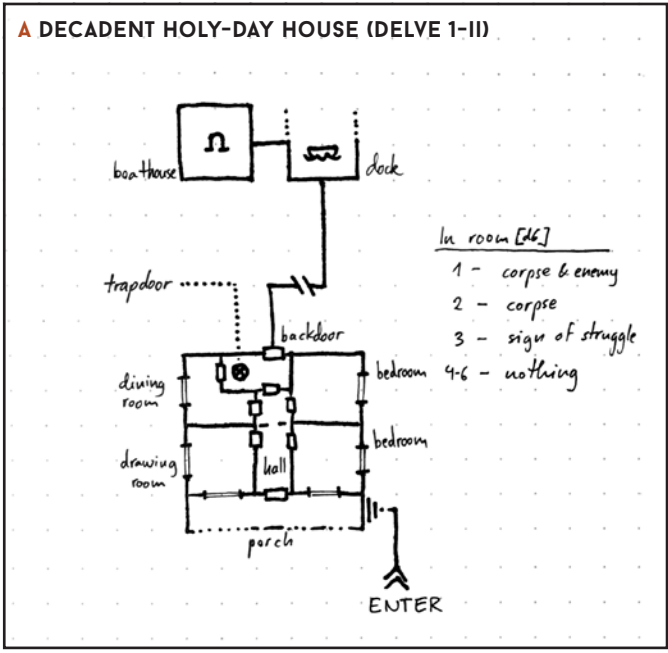 A DECADENT HOLY-DAY HOUSE (DELVE 1-II)
boathouse
dock
In room [d6]
1 - corpse & enemy
2 - corpse
3 - sign of struggle
4-6 - nothing
trapdoor
backdoor
dining
room
bedroom
bedroom
drawing
room
hall
porch
ENTER